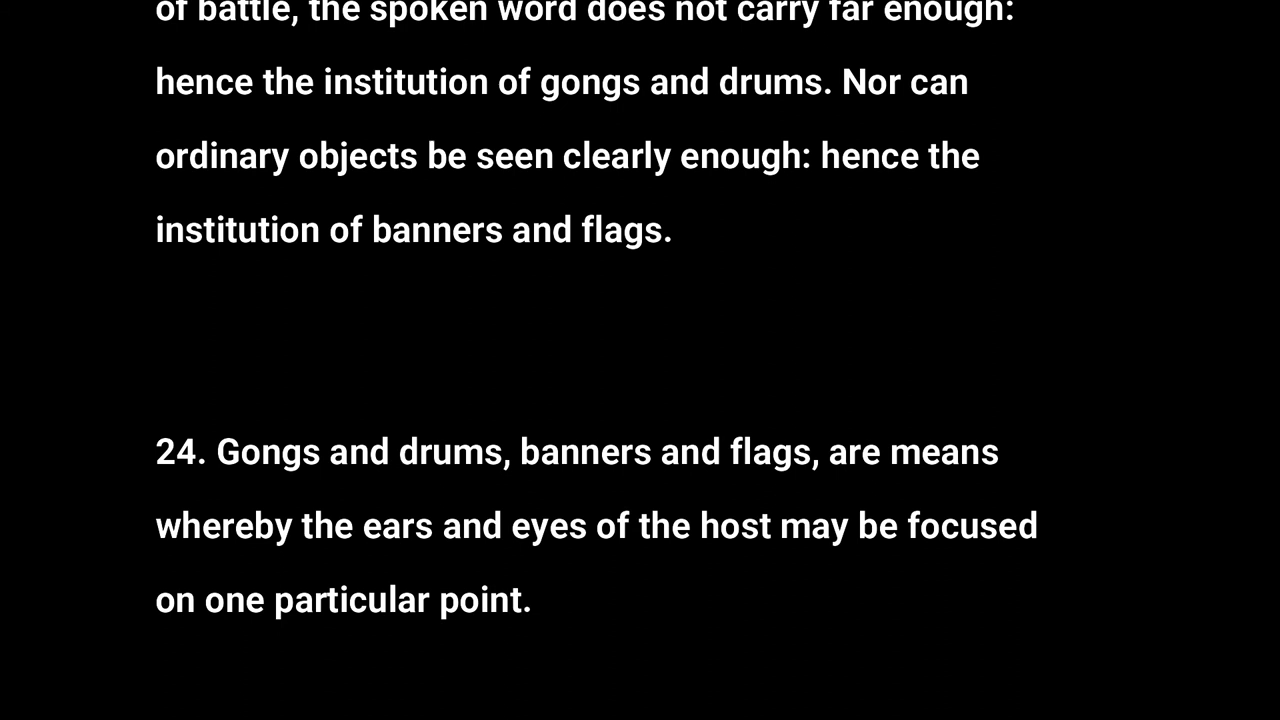 of battle, the spoken word does not carry far enough:
hence the institution of gongs and drums. Nor can
ordinary objects be seen clearly enough: hence the
institution of banners and flags.
24. Gongs and drums, banners and flags, are means
whereby the ears and eyes of the host may be focused
on one particular point.